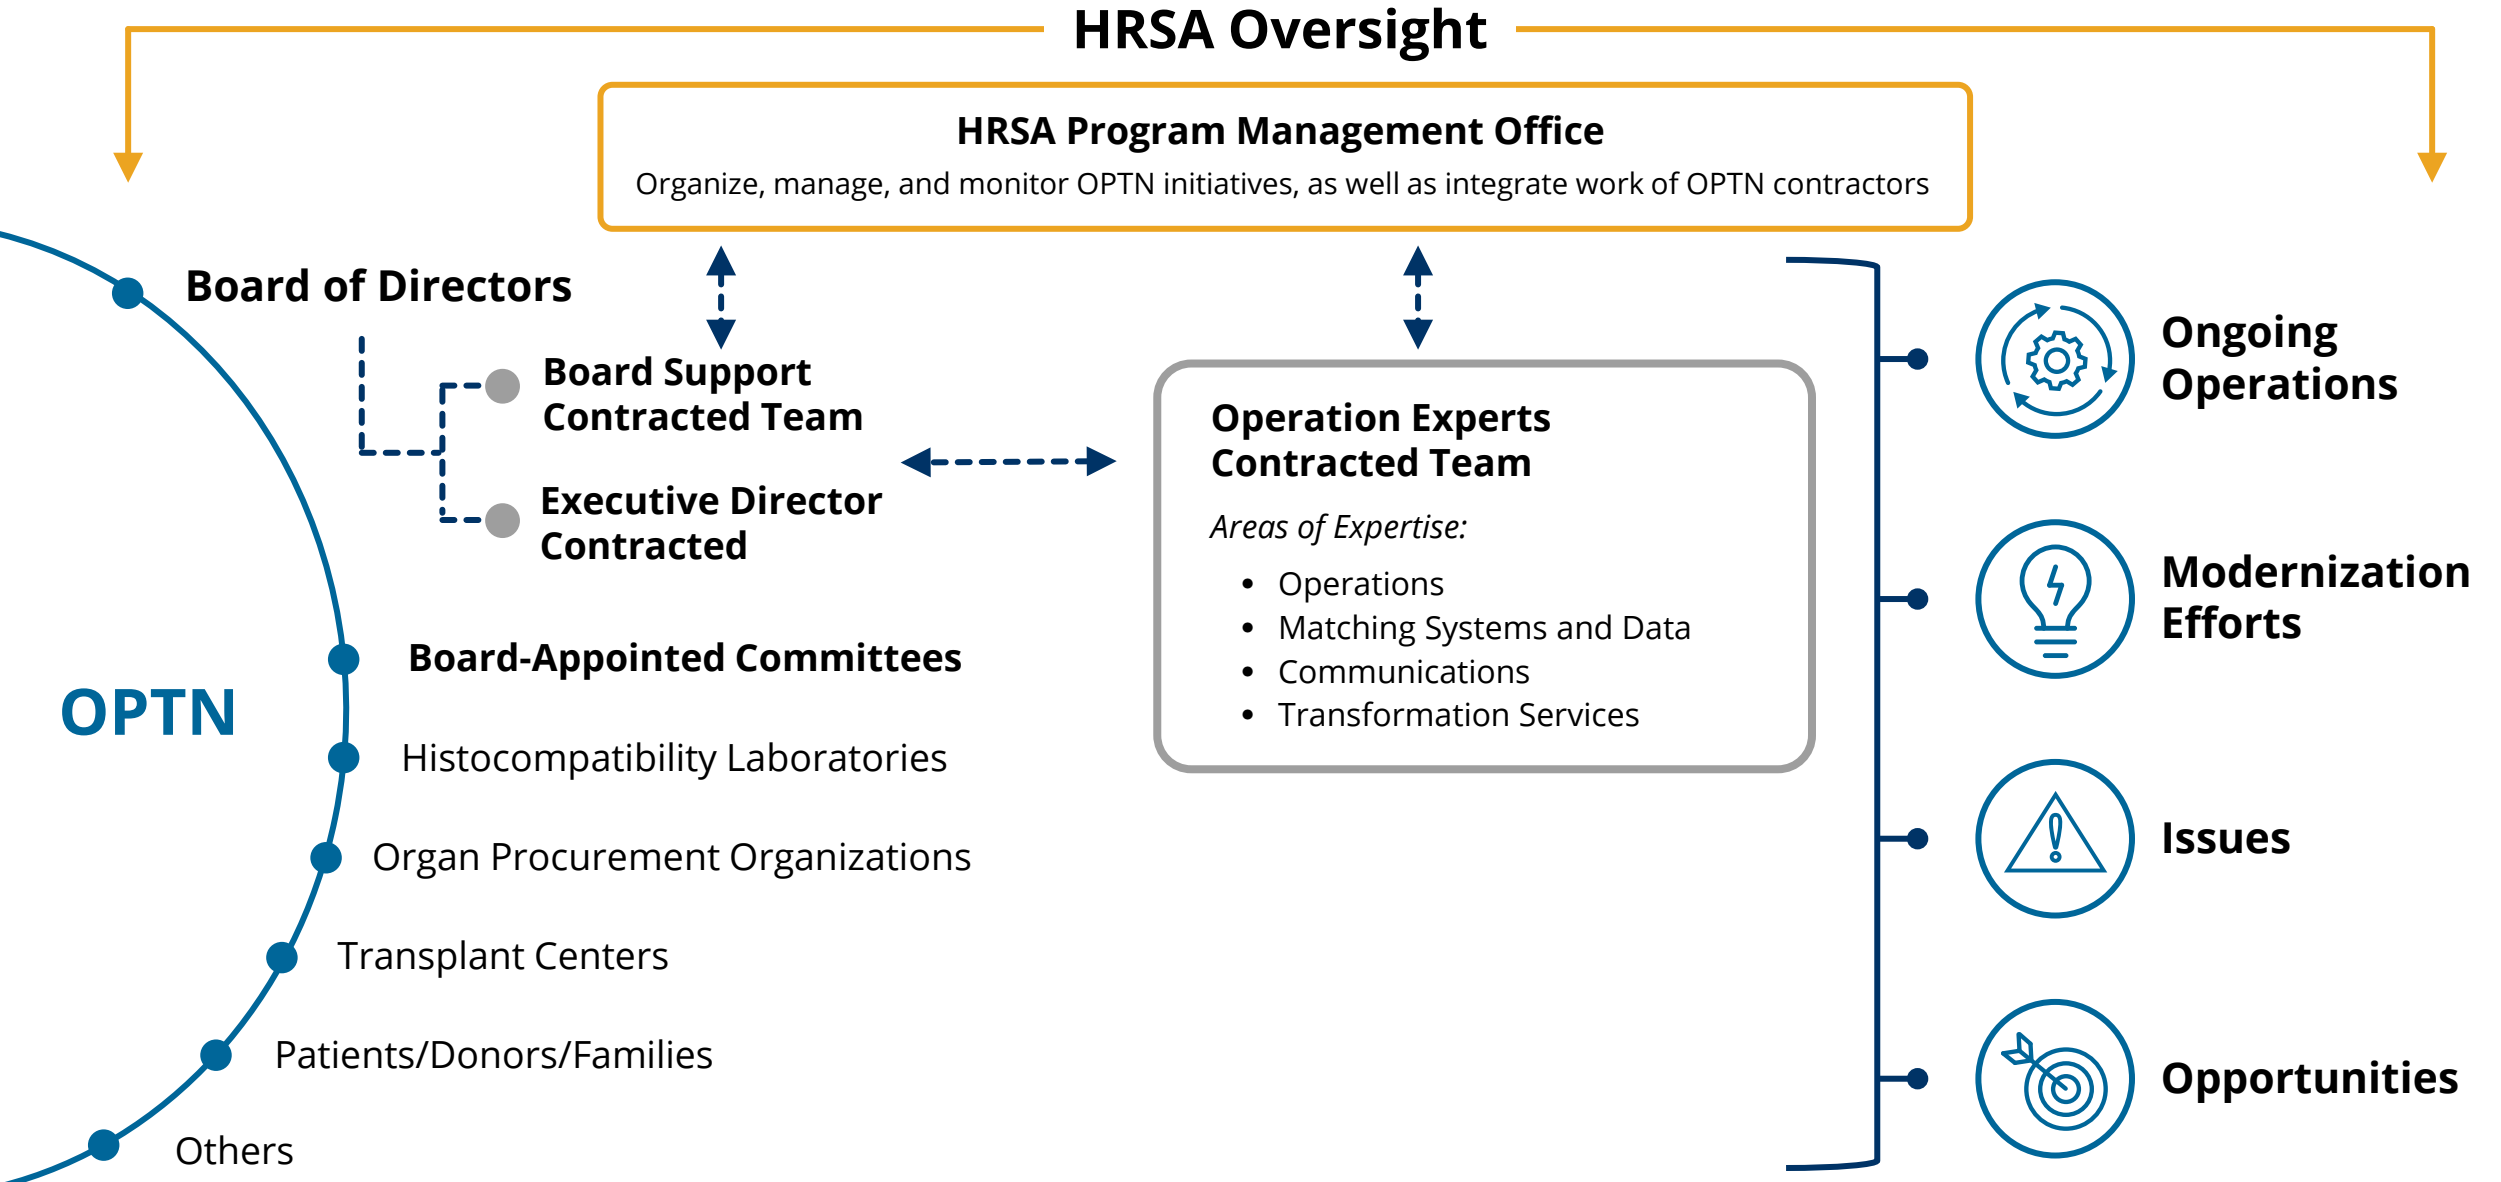 HRSA Oversight
HRSA Program Management Office
Organize, manage, and monitor OPTN initiatives, as well as integrate work of OPTN contractors
Board of Directors
Board Support
Contracted Team
Executive Director
Contracted
Board-Appointed Committees
OPTN
Histocompatibility Laboratories
Organ Procurement Organizations
Transplant Centers
Patients/Donors/Families
Others
Operation Experts
Contracted Team
Areas of Expertise:
• Operations
• Matching Systems and Data
• Communications
• Transformation Services
Ongoing
Operations
Modernization
Efforts
Issues
Opportunities